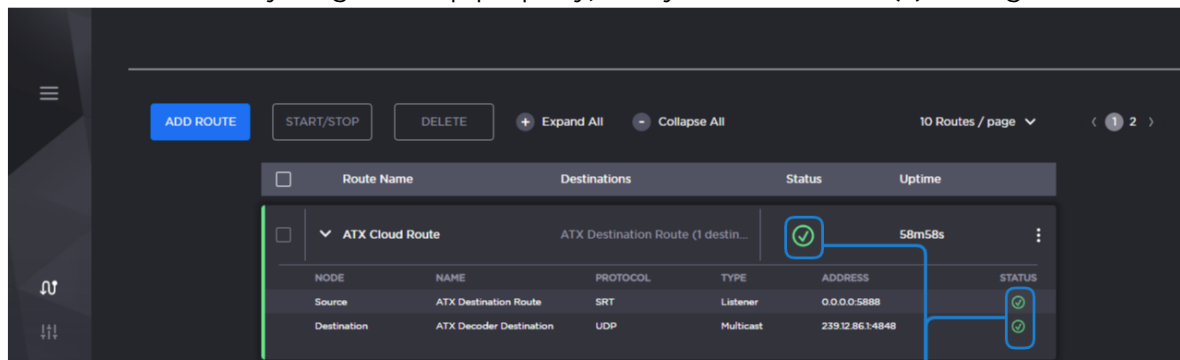 ADD ROUTE START/STOP DELETE + Expand All - Collapse All 10 Routes / page 1 2
Route Name Destinations Status Uptime
ATX Cloud Route ATX Destination Route (1 destin... 58m58s
NODE NAME PROTOCOL TYPE ADDRESS STATUS
Source ATX Destination Route SRT Listener 0.0.0.0:5888
Destination ATX Decoder Destination UDP Multicast 239.12.86.1:4848